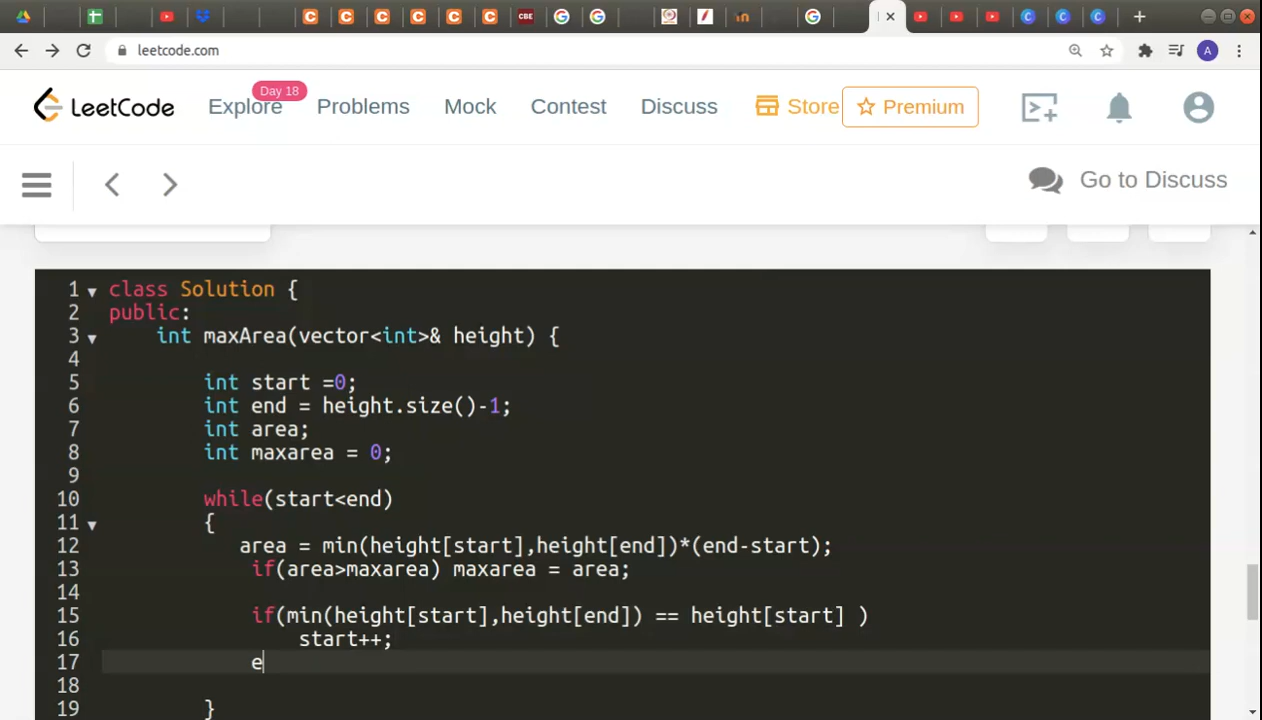 CBE
leetcode.com
A
LeetCode
Explore
Day 18
Problems
Mock
Contest
Discuss
Store
Premium
Go to Discuss
1 class Solution {
2 public:
3 int maxArea(vector<int>& height) {
4
5 int start =0;
6 int end = height.size()-1;
7 int area;
8 int maxarea = 0;
9
10 while(start<end)
11 {
12 area = min(height[start],height[end])*(end-start);
13 if(area>maxarea) maxarea = area;
14
15 if(min(height[start],height[end]) == height[start] )
16 start++;
17 e
18
19 }